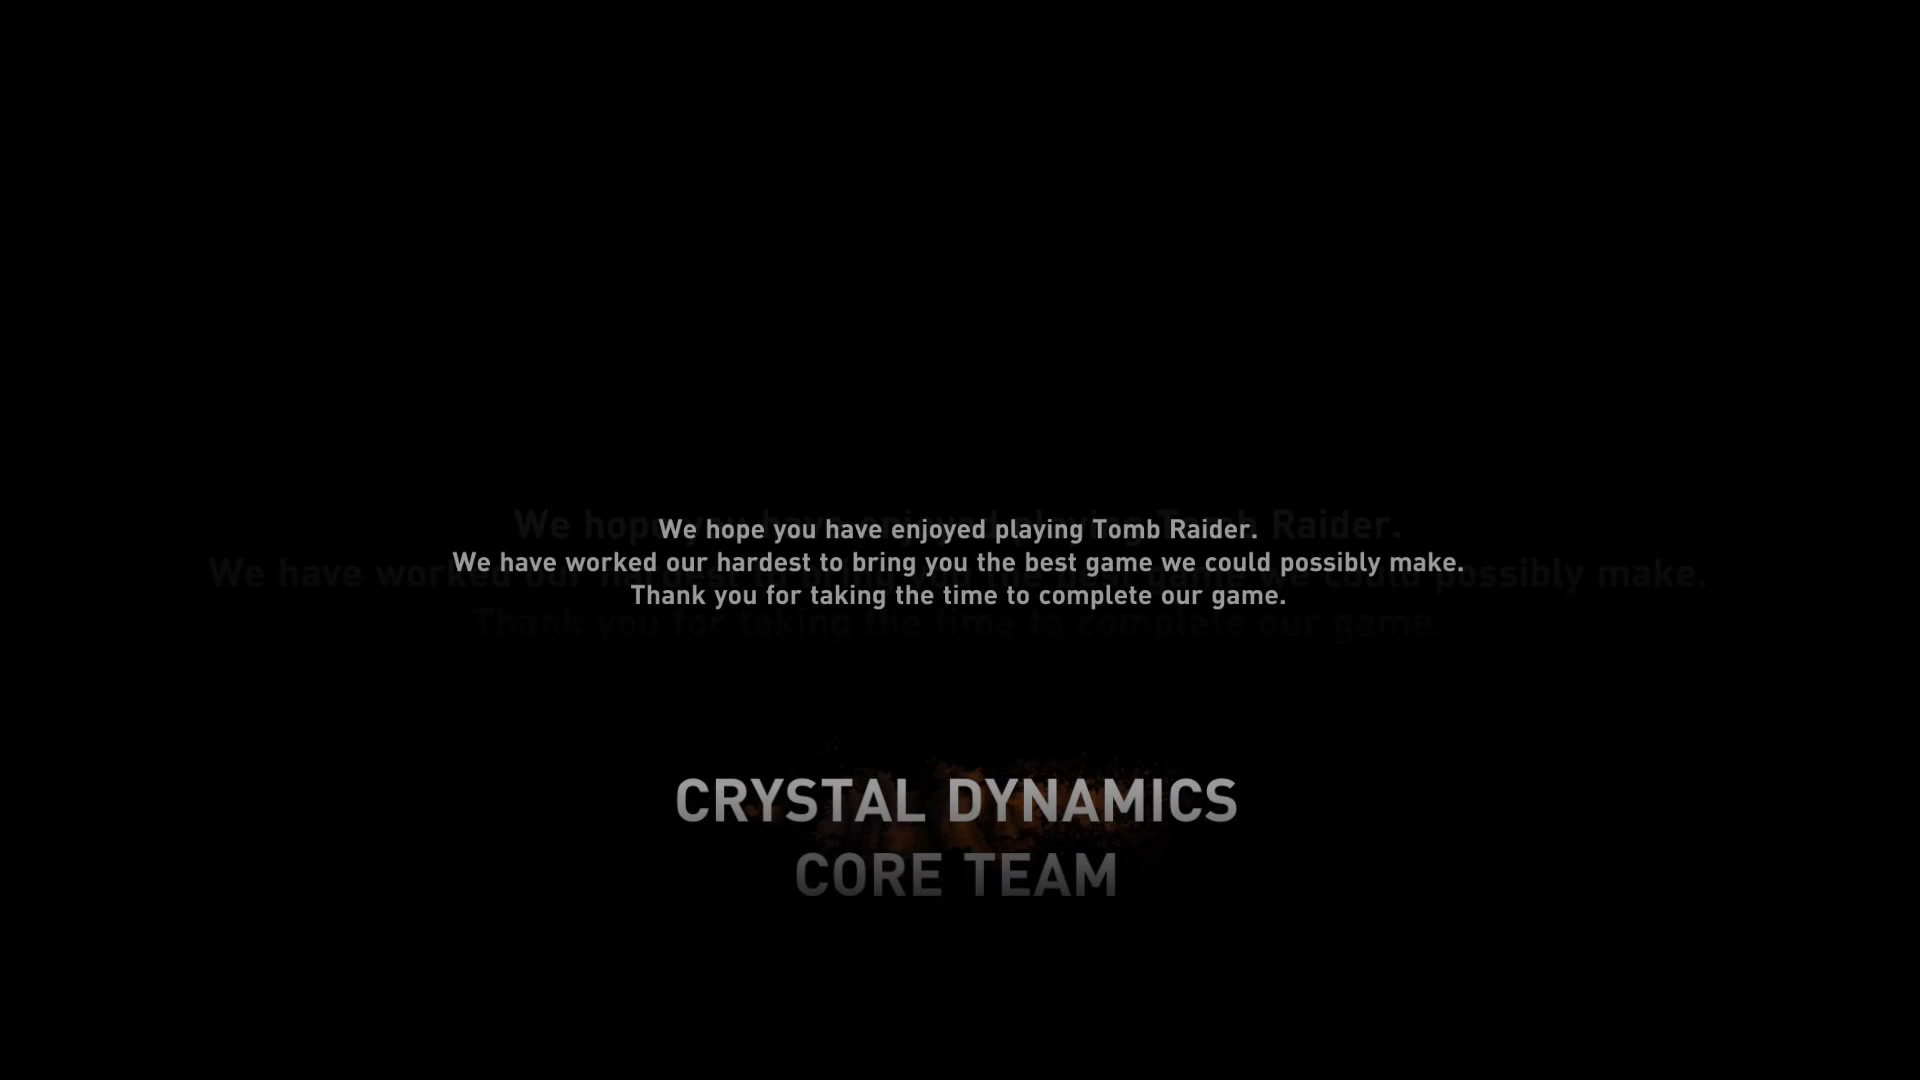 We hope you have enjoyed playing Tomb Raider.
We have worked our hardest to bring you the best game we could possibly make.
Thank you for taking the time to complete our game.
CRYSTAL DYNAMICS
CORE TEAM